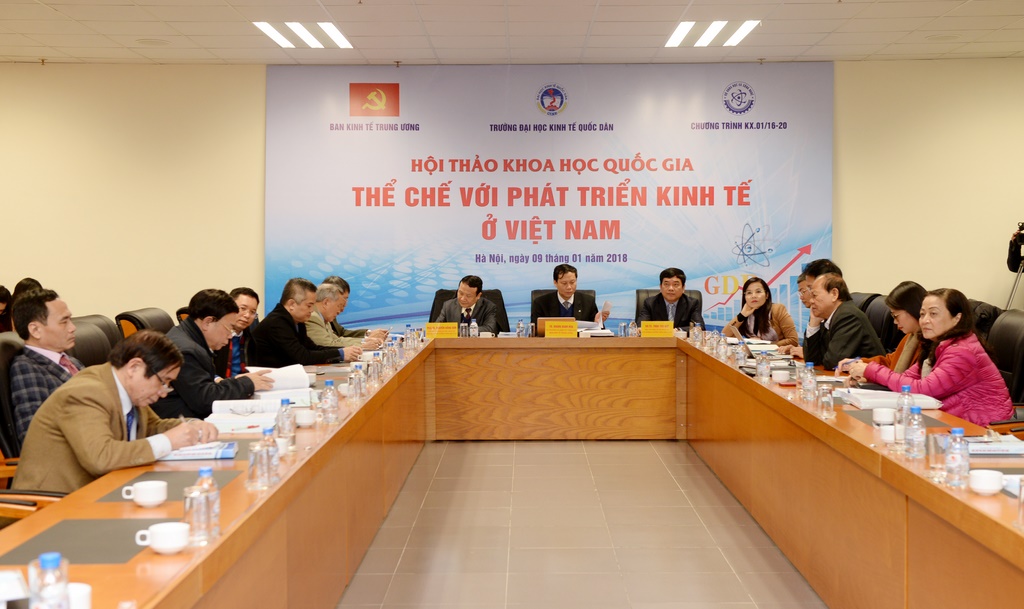 BAN KINH TẾ TRUNG ƯƠNG
TRƯỜNG ĐẠI HỌC KINH TẾ QUỐC DÂN
CHƯƠNG TRÌNH KX.01/16-20
HỘI THẢO KHOA HỌC QUỐC GIA
THỂ CHẾ VỚI PHÁT TRIỂN KINH TẾ
Ở VIỆT NAM
Hà Nội, ngày 09 tháng 01 năm 2018